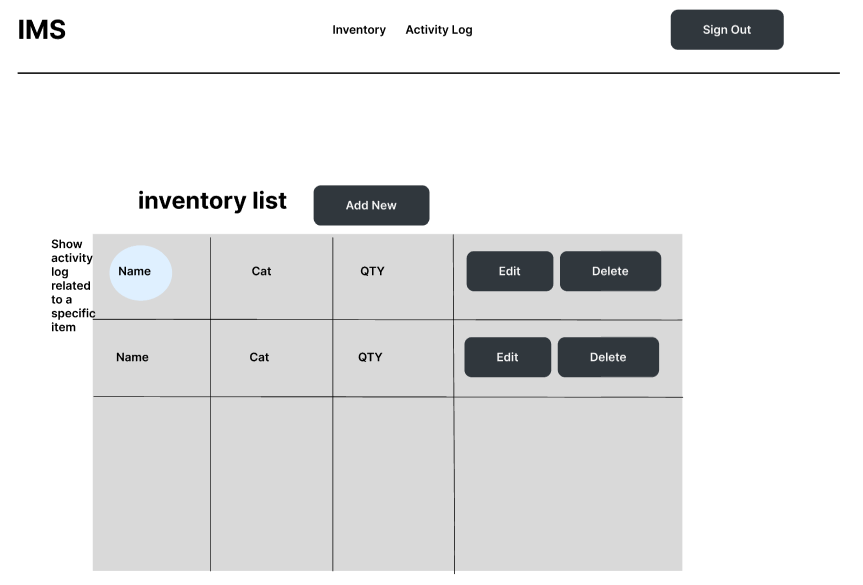 IMS
Inventory
Activity Log
Sign Out
inventory list
Add New
Show
activity
log
related
to a
specific
item
Name
Cat
QTY
Edit
Delete
Name
Cat
QTY
Edit
Delete